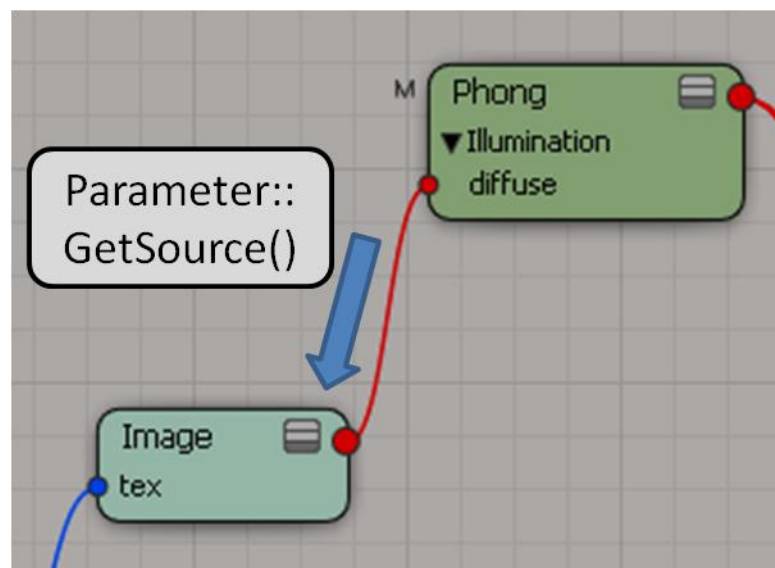 M
Phong
▼Illumination
diffuse
Parameter::
GetSource()
Image
tex